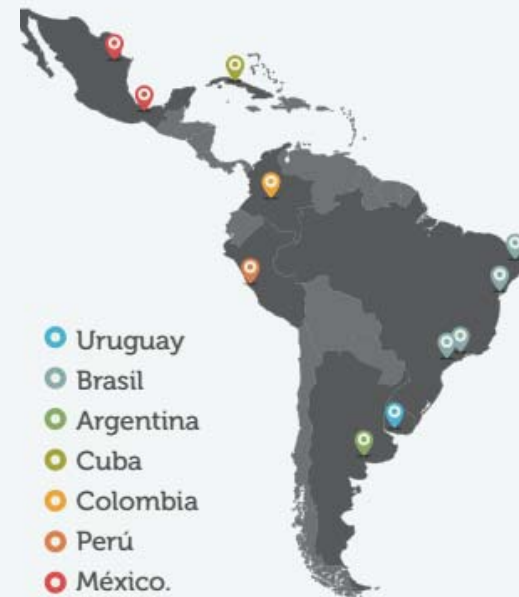 Uruguay
Brasil
Argentina
Cuba
Colombia
Perú
México.